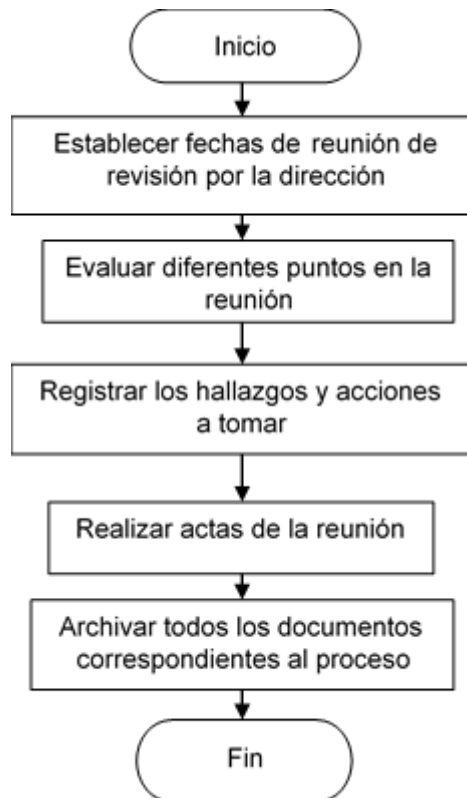 Inicio
Establecer fechas de reunión de
revisión por la dirección
Evaluar diferentes puntos en la
reunión
Registrar los hallazgos y acciones
a tomar
Realizar actas de la reunión
Archivar todos los documentos
correspondientes al proceso
Fin